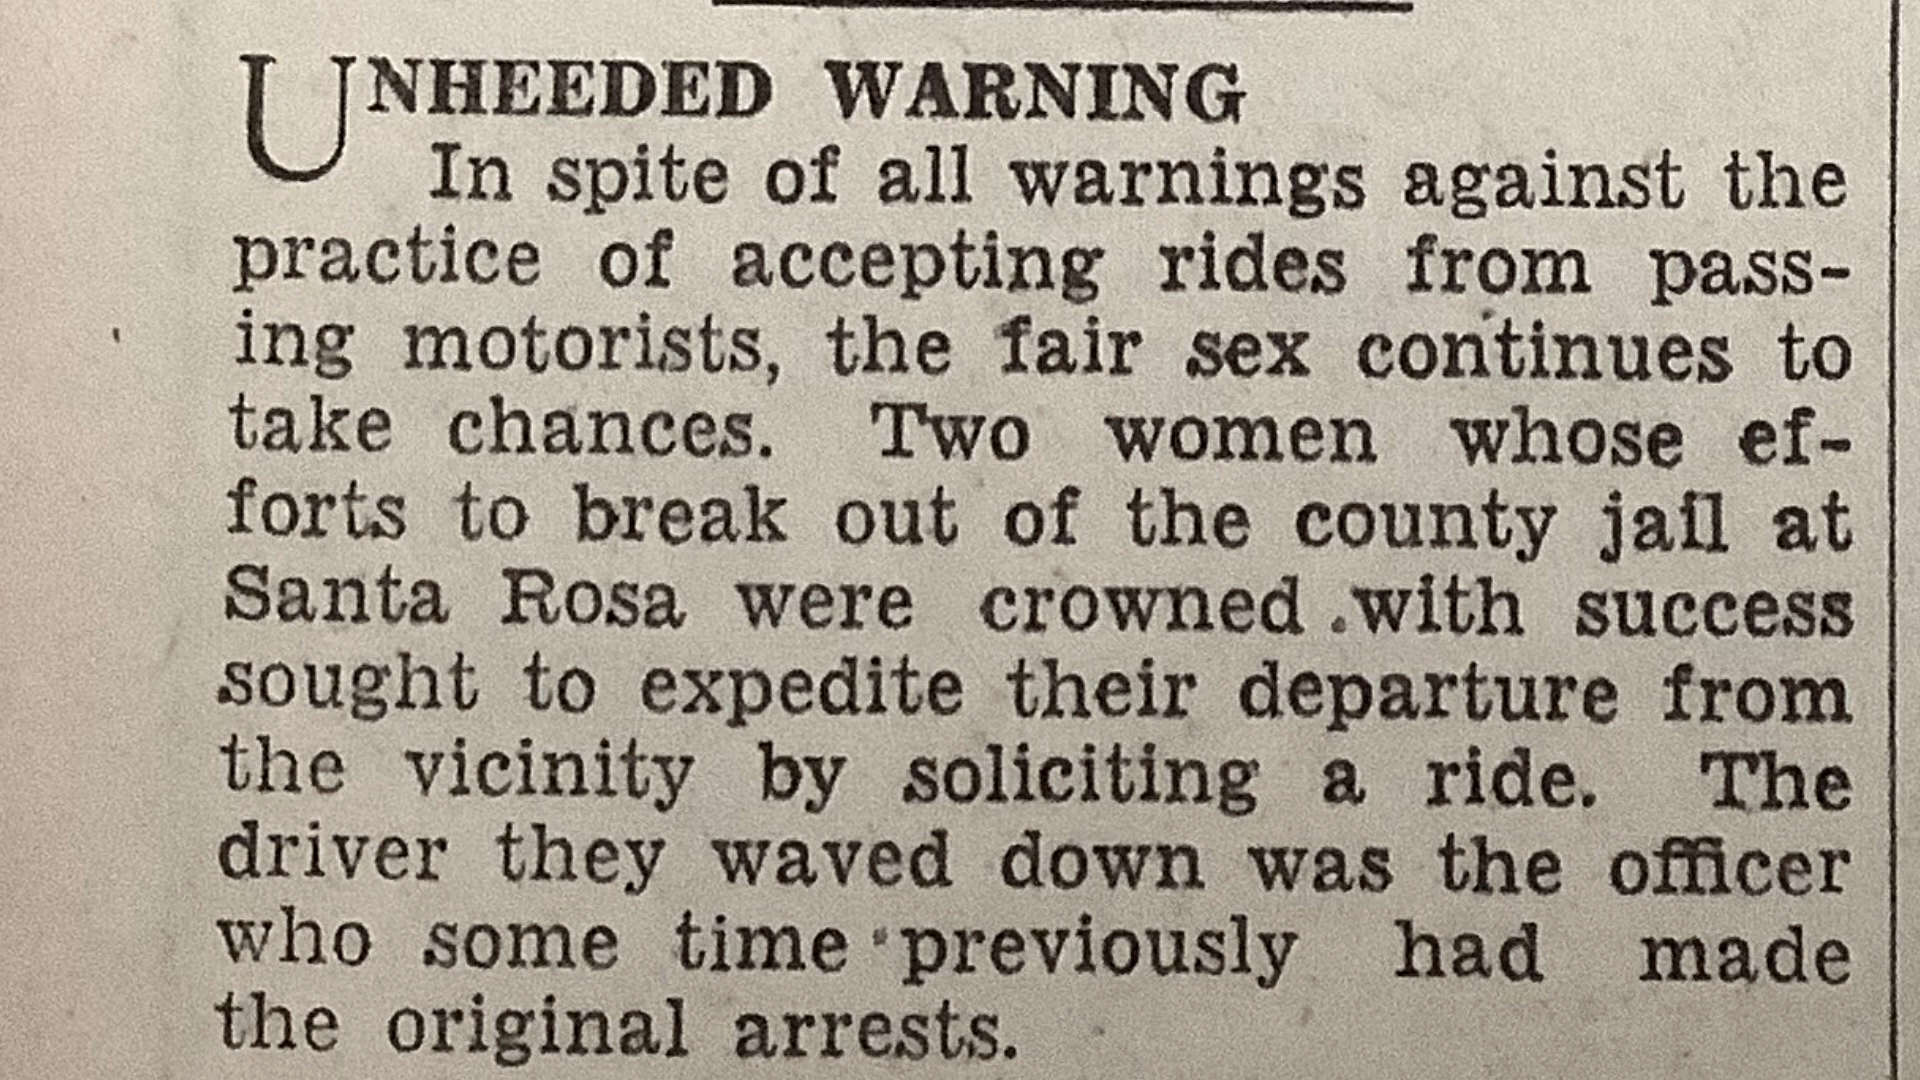 UNHEEDED WARNING
In spite of all warnings against the
practice of accepting rides from pass-
ing motorists, the fair sex continues to
take chances. Two women whose ef-
forts to break out of the county jail at
Santa Rosa were crowned with success
sought to expedite their departure from
the vicinity by soliciting a ride. The
driver they waved down was the officer
who some time previously had made
the original arrests.